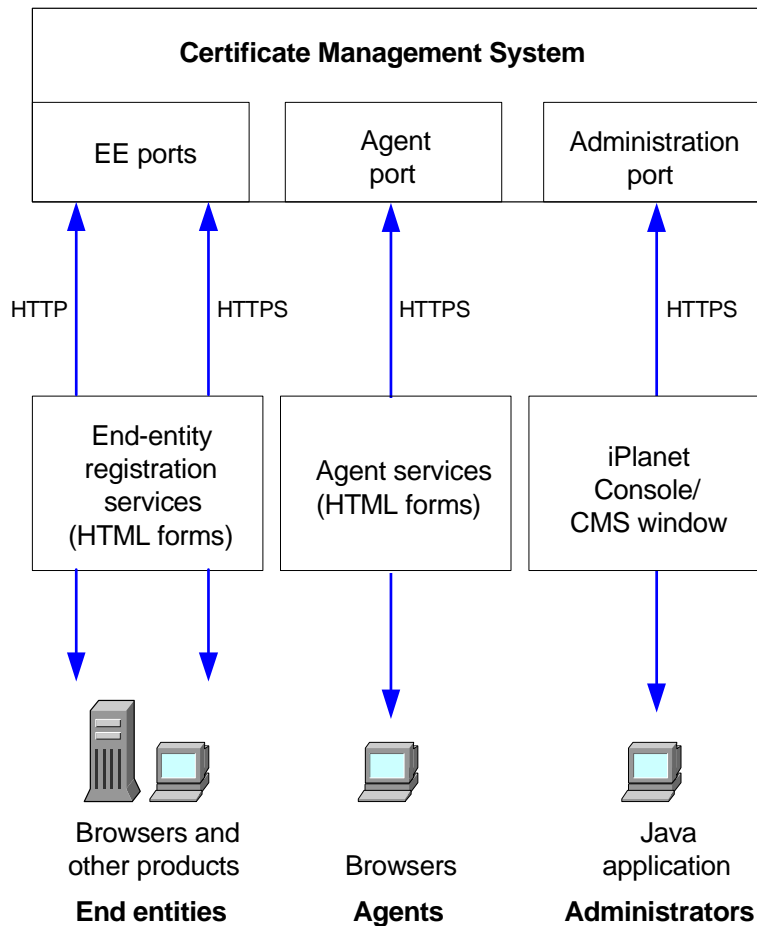 Certificate Management System
EE ports
Agent
port
Administration
port
HTTP
HTTPS
HTTPS
HTTPS
End-entity
registration
services
(HTML forms)
Agent services
(HTML forms)
iPlanet
Console/
CMS window
Browsers and
other products
End entities
Browsers
Agents
Java
application
Administrators